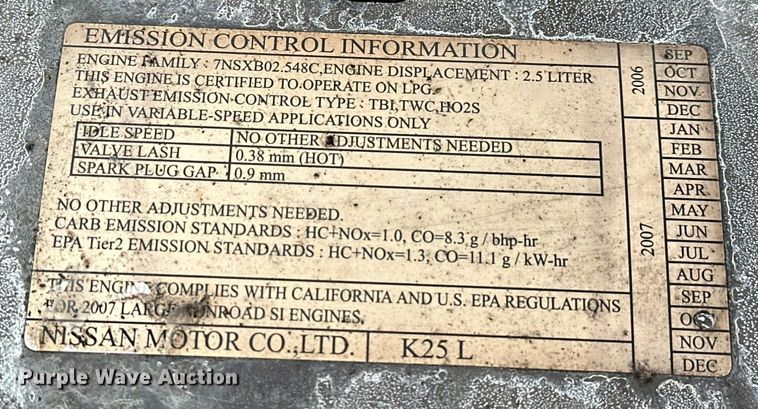 EMISSION CONTROL INFORMATION
ENGINE FAMILY : 7NSXB02.548C,ENGINE DISPLACEMENT : 2.5 LITER
THIS ENGINE IS CERTIFIED TO OPERATE ON LPG.
EXHAUST EMISSION CONTROL TYPE : TBI,TWC,HO2S
USE IN VARIABLE-SPEED APPLICATIONS ONLY
IDLE SPEED NO OTHER ADJUSTMENTS NEEDED
VALVE LASH 0.38 mm (HOT)
SPARK PLUG GAP 0.9 mm
NO OTHER ADJUSTMENTS NEEDED.
CARB EMISSION STANDARDS : HC+NOx=1.0, CO=8.3 g / bhp-hr
EPA Tier2 EMISSION STANDARDS : HC+NOx=1.3, CO=11.1 g / kW-hr
THIS ENGINE COMPLIES WITH CALIFORNIA AND U.S. EPA REGULATIONS
FOR 2007 LARGE NONROAD SI ENGINES.
NISSAN MOTOR CO.,LTD. K25 L
2006
SEP
OCT
NOV
DEC
2007
JAN
FEB
MAR
APR
MAY
JUN
JUL
AUG
SEP
NOV
DEC
Purple Wave Auction